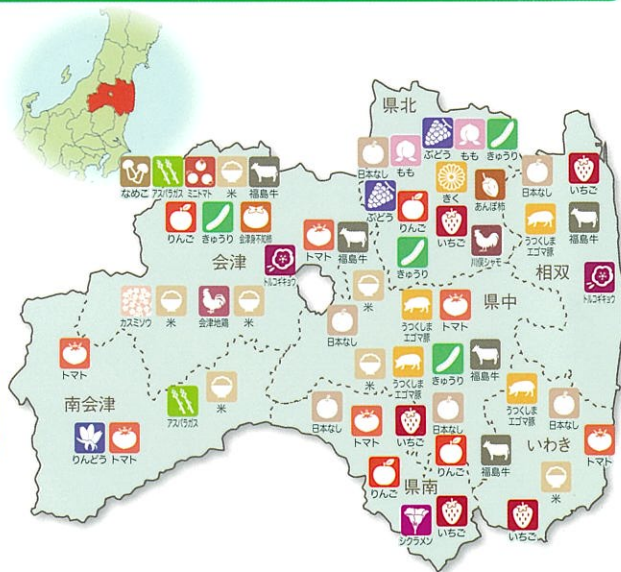 県北
ぶどう
もも
きゅうり
日本なし
もも
なめこ
アスパラガス
ミニトマト
米
福島牛
きく
あんぽ柿
日本なし
いちご
ぶどう
りんご
いちご
川俣シャモ
うつくしま
エゴマ豚
福島牛
りんご
きゅうり
会津身不知柿
トマト
福島牛
きゅうり
会津
トルコギキョウ
相双
トルコギキョウ
カスミソウ
米
会津地鶏
米
米
日本なし
うつくしま
エゴマ豚
トマト
県中
トマト
米
うつくしま
エゴマ豚
きゅうり
福島牛
南会津
アスパラガス
米
日本なし
トマト
いちご
日本なし
うつくしま
エゴマ豚
日本なし
りんどう
トマト
りんご
福島牛
いわき
トマト
りんご
県南
米
シクラメン
いちご
いちご